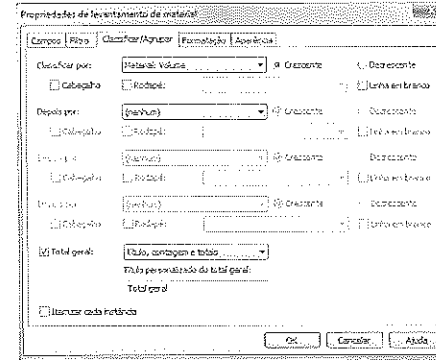 Propriedades de levantamento de material
Campos Filtro Classificar/Agrupar Formatação Aparência
Classificar por: Material: Volume Crescente Decrescente
Cabeçalho Rodapé: Linha em branco
Depois por: (nenhum) Crescente Decrescente
Cabeçalho Rodapé: Linha em branco
(nenhum) Crescente Decrescente
Cabeçalho Rodapé: Linha em branco
(nenhum) Crescente Decrescente
Cabeçalho Rodapé: Linha em branco
Total geral: Título, contagem e totais
Título personalizado do total geral:
Total geral
cada instância
OK Cancelar Ajuda